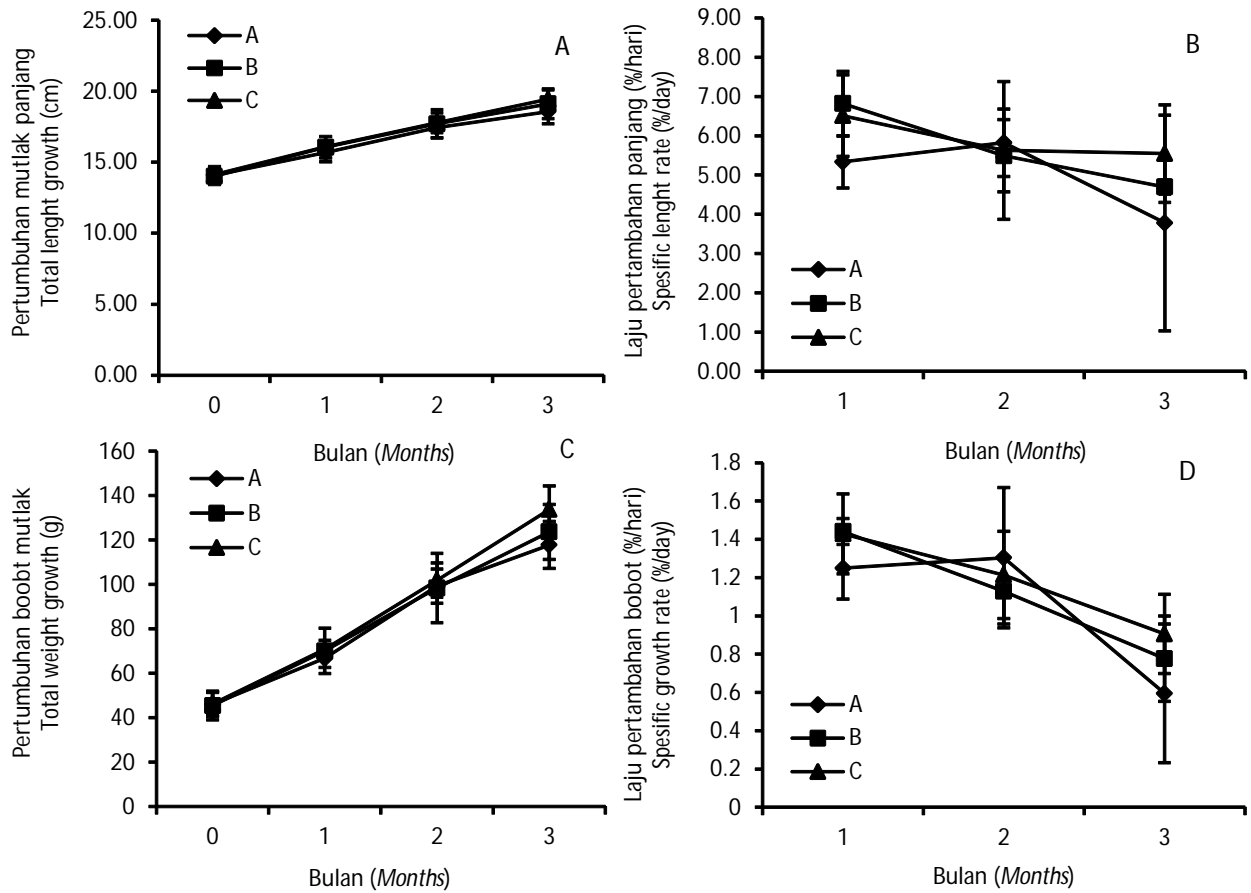 Pertumbuhan mutlak panjang
Total lenght growth (cm)
25.00
20.00
15.00
10.00
5.00
0.00
A
B
C
A
0 1 2 3
Bulan (Months)
Laju pertambahan panjang (%/hari)
Spesific lenght rate (%/day)
9.00
8.00
7.00
6.00
5.00
4.00
3.00
2.00
1.00
0.00
B
A
B
C
1 2 3
Bulan (Months)
Pertumbuhan boobt mutlak
Total weight growth (g)
160
140
120
100
80
60
40
20
0
A
B
C
C
0 1 2 3
Bulan (Months)
Laju pertambahan bobot (%/hari)
Spesific growth rate (%/day)
1.8
1.6
1.4
1.2
1
0.8
0.6
0.4
0.2
0
D
A
B
C
1 2 3
Bulan (Months)